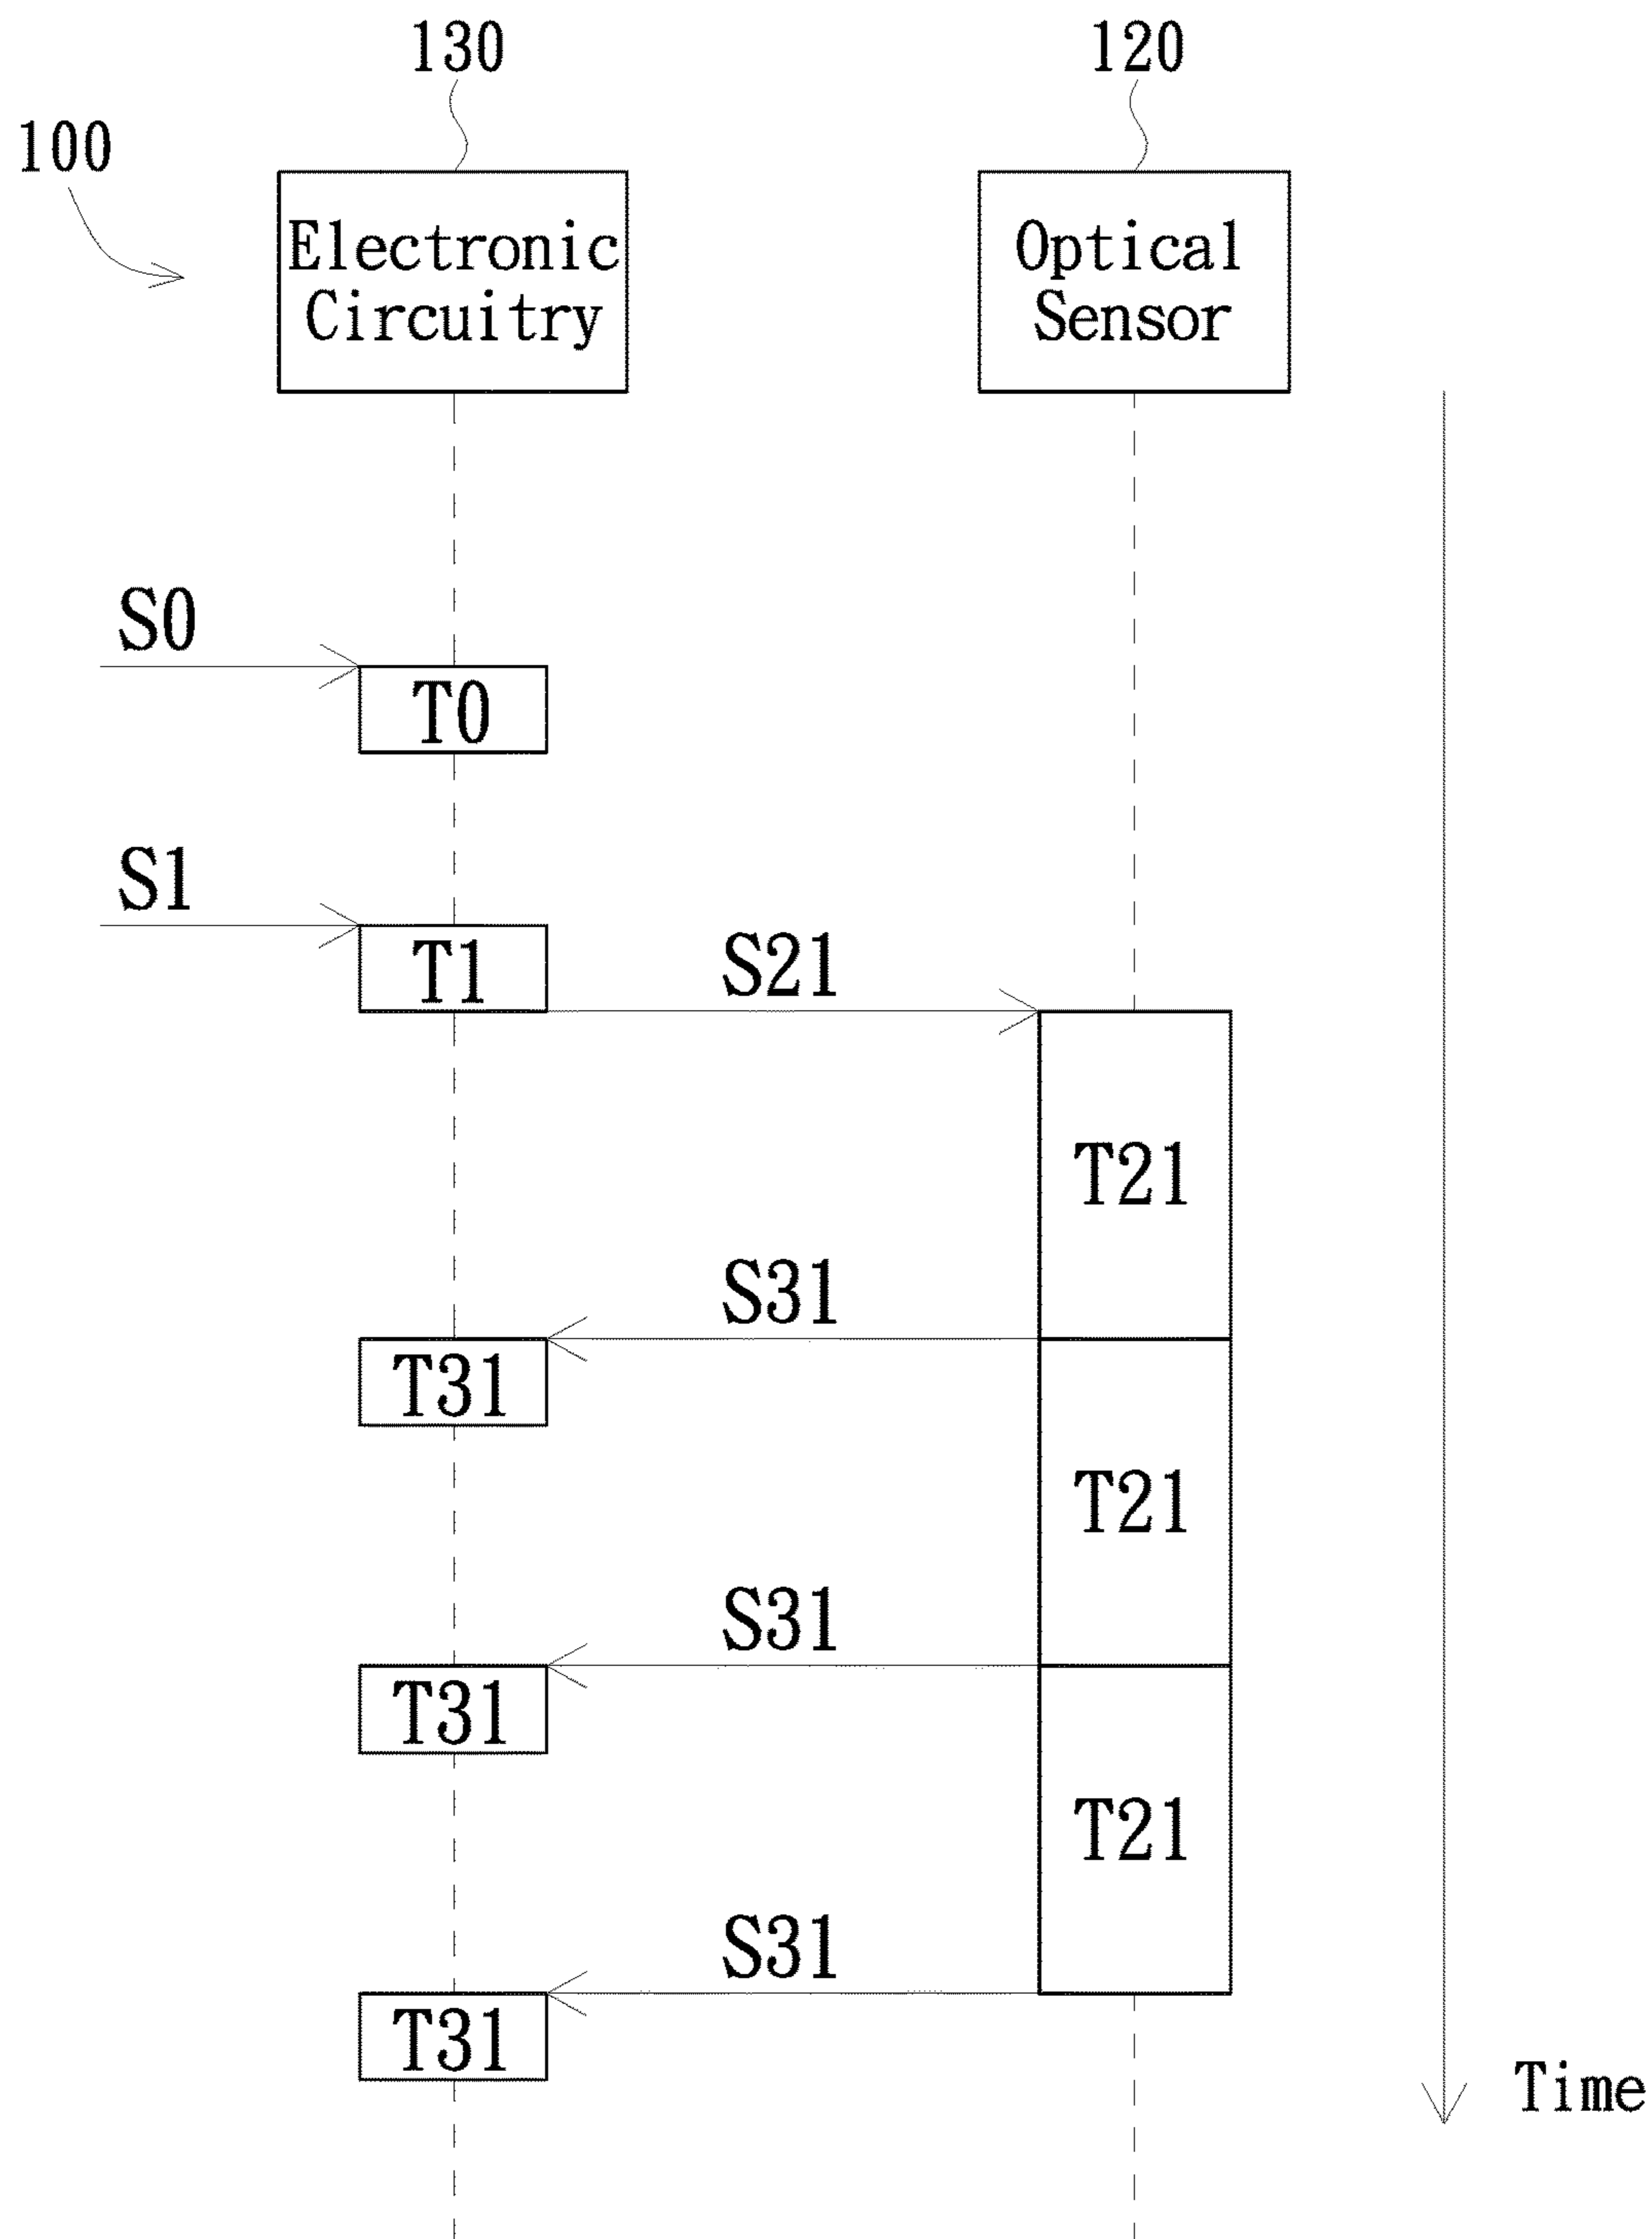 130
120
100
Electronic
Circuitry
Optical
Sensor
S0
T0
S1
T1
S21
T21
S31
T31
T21
S31
T31
T21
S31
T31
Time